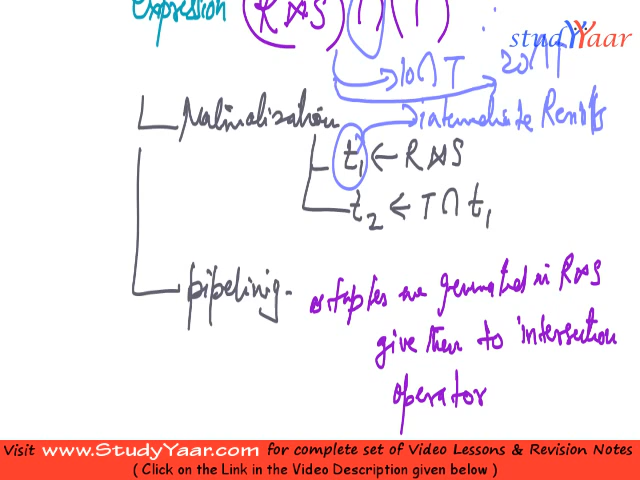 Expression (R ⋈ S) ∩ (T)
studYYaar
10 ∩ T
20 ∩ T
Matirialization
Intermediate Results
t1 ← R ⋈ S
t2 ← T ∩ t1
pipelining -
as tuples are generated in R ⋈ S
give them to intersection
operator
Visit www.StudyYaar.com for complete set of Video Lessons & Revision Notes
( Click on the Link in the Video Description given below )